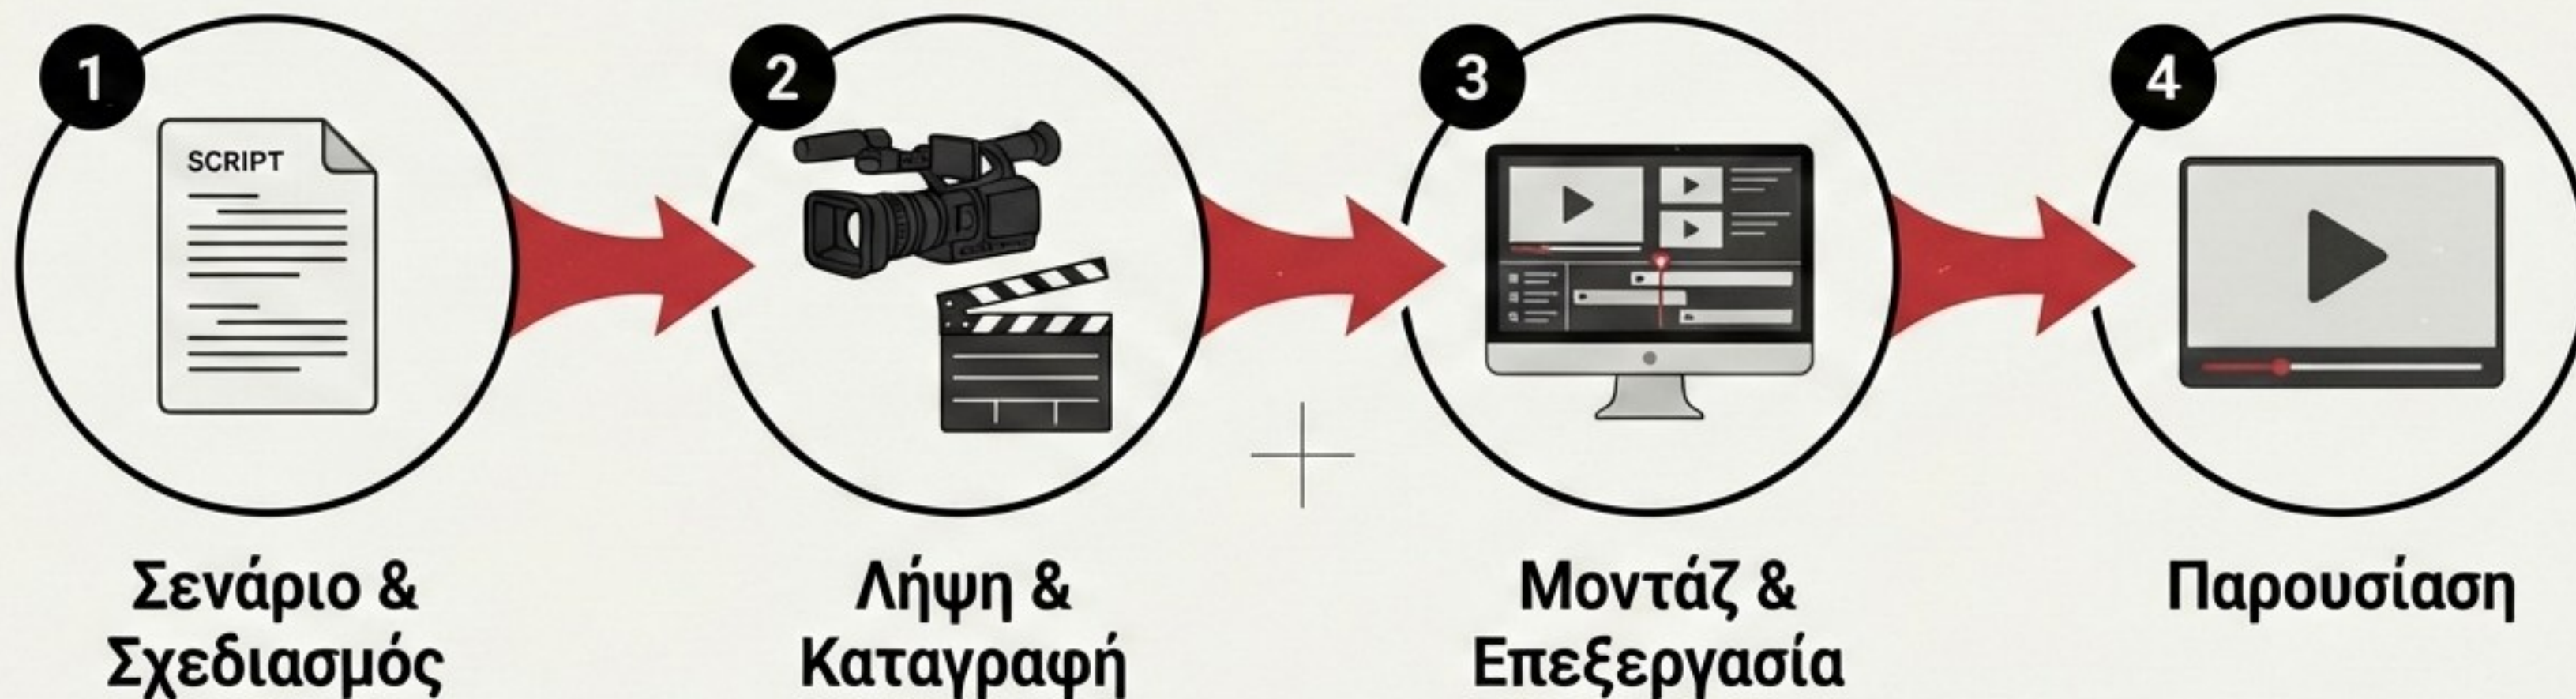 1
SCRIPT
Σενάριο &
Σχεδιασμός
2
Λήψη &
Καταγραφή
3
Μοντάζ &
Επεξεργασία
4
Παρουσίαση